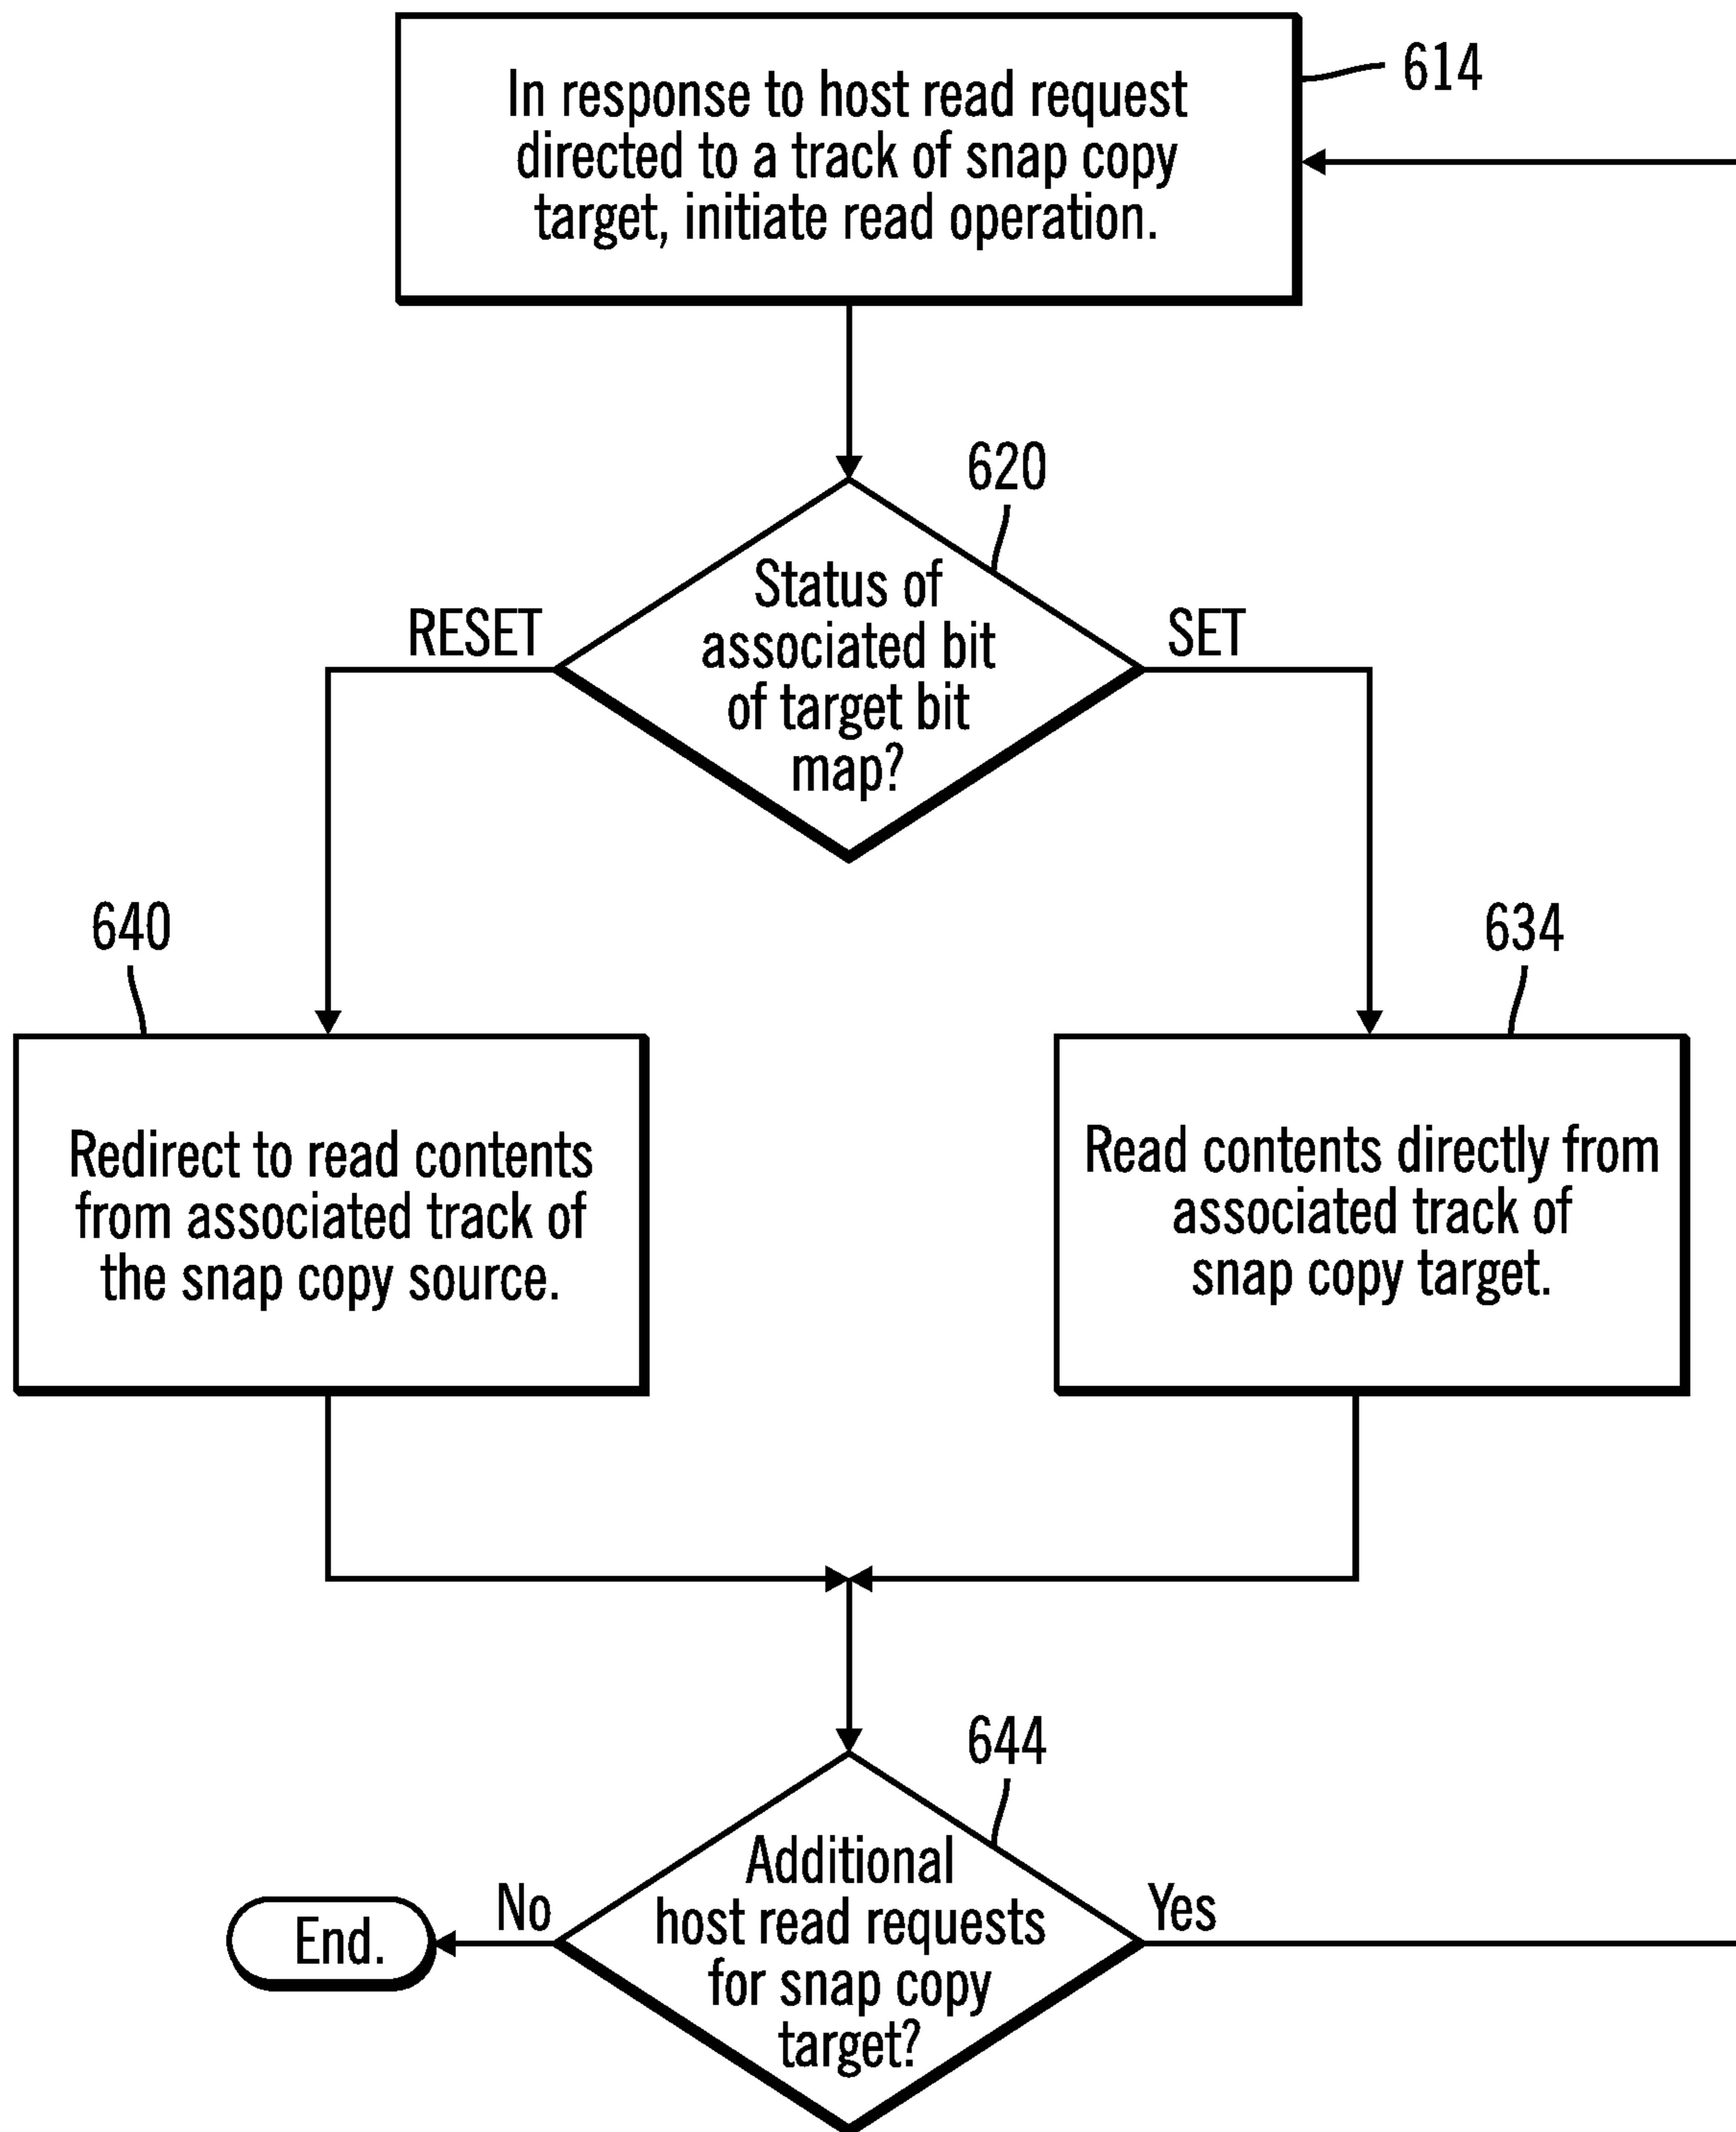 In response to host read request
directed to a track of snap copy
target, initiate read operation.
614
620
Status of
associated bit
of target bit
map?
RESET
SET
640
634
Redirect to read contents
from associated track of
the snap copy source.
Read contents directly from
associated track of
snap copy target.
644
Additional
host read requests
for snap copy
target?
No
Yes
End.